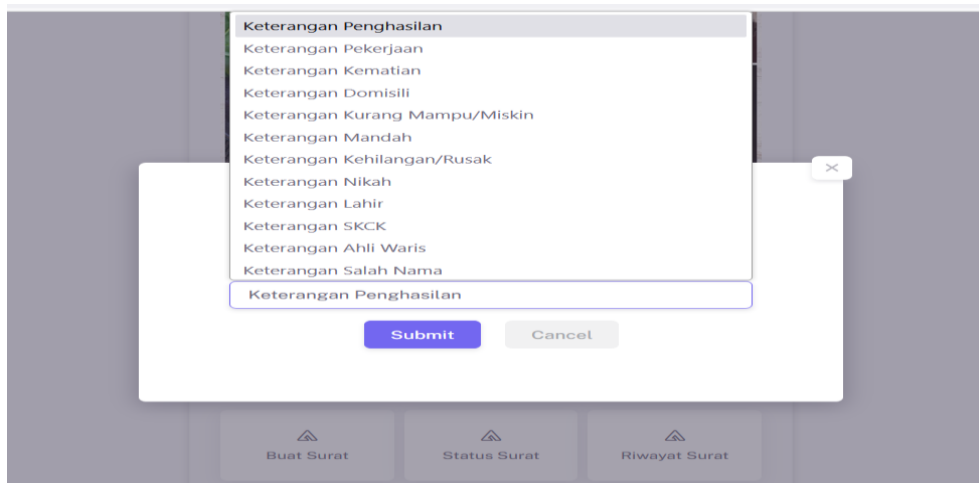 Keterangan Penghasilan
Keterangan Pekerjaan
Keterangan Kematian
Keterangan Domisili
Keterangan Kurang Mampu/Miskin
Keterangan Mandah
Keterangan Kehilangan/Rusak
Keterangan Nikah
Keterangan Lahir
Keterangan SKCK
Keterangan Ahli Waris
Keterangan Salah Nama
Keterangan Penghasilan
Submit Cancel
Buat Surat Status Surat Riwayat Surat